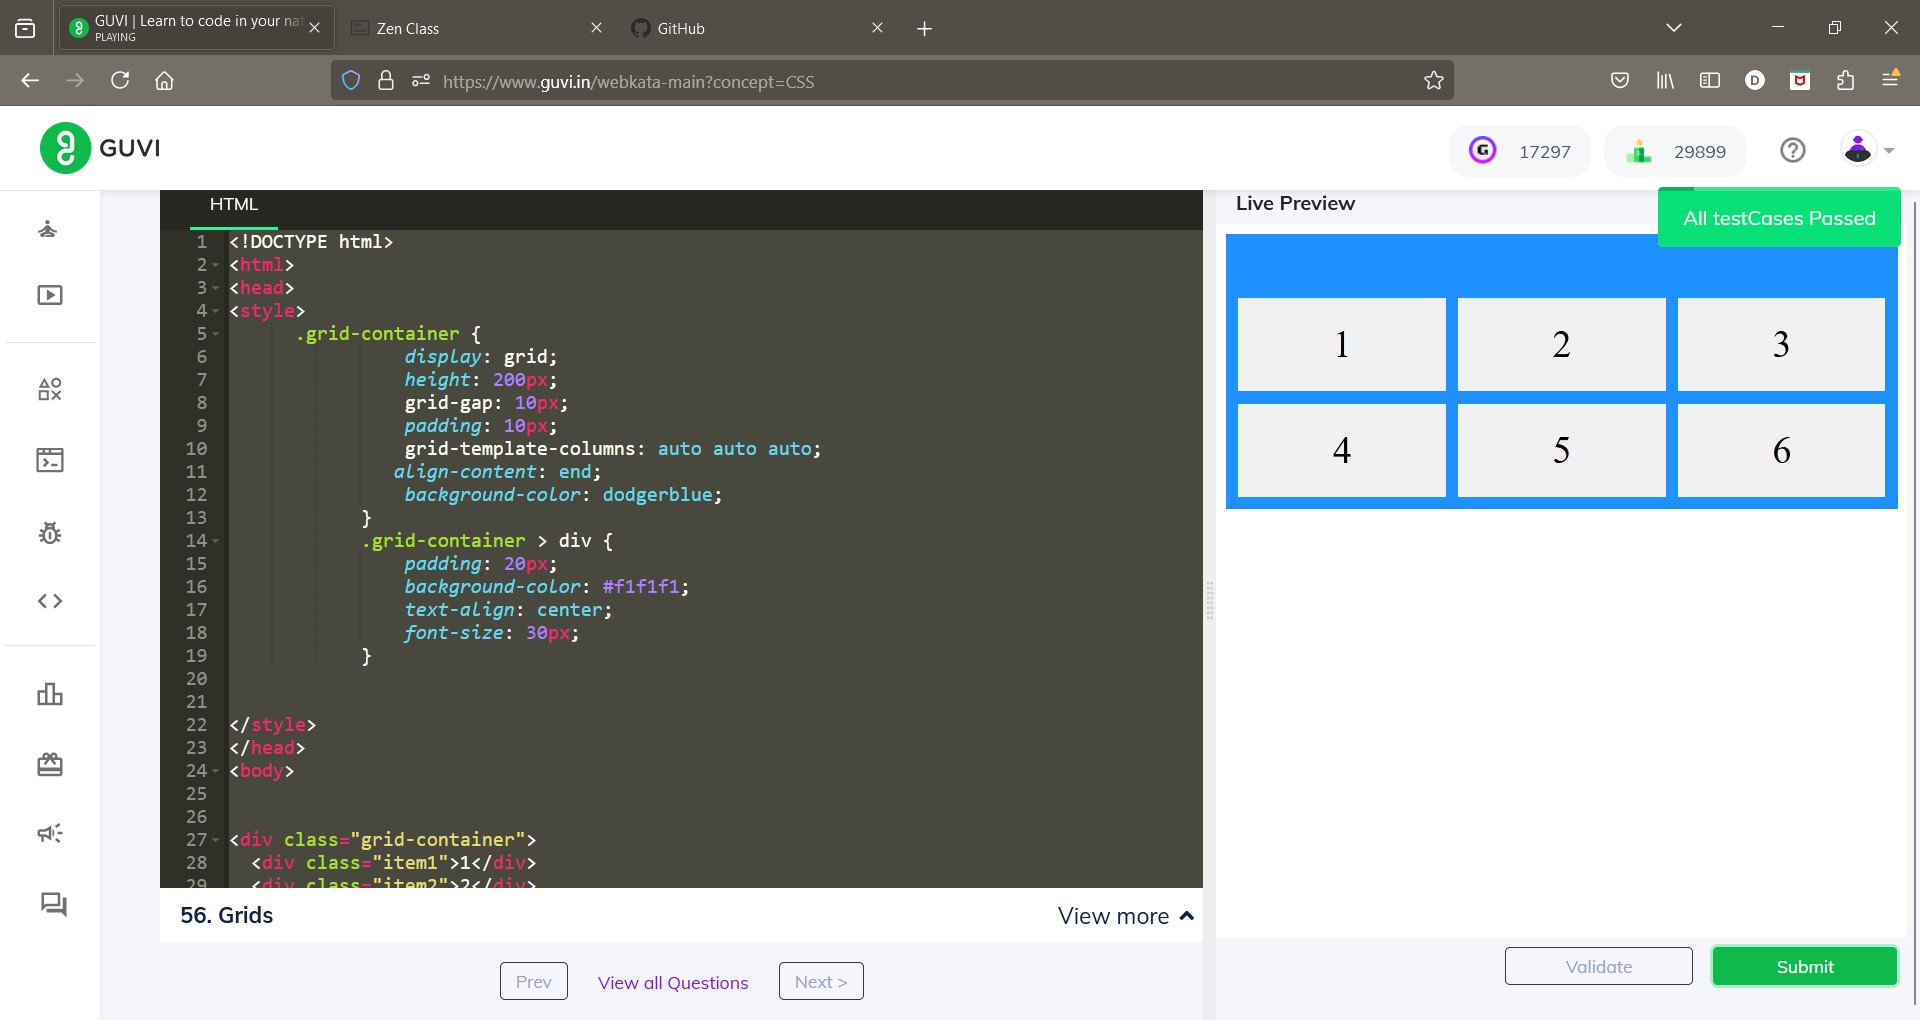 GUVI | Learn to code in your nat
PLAYING
Zen Class
GitHub
https://www.guvi.in/webkata-main?concept=CSS
GUVI
17297
29899
HTML
1 <!DOCTYPE html>
2 <html>
3 <head>
4 <style>
5 .grid-container {
6 display: grid;
7 height: 200px;
8 grid-gap: 10px;
9 padding: 10px;
10 grid-template-columns: auto auto auto;
11 align-content: end;
12 background-color: dodgerblue;
13 }
14 .grid-container > div {
15 padding: 20px;
16 background-color: #f1f1f1;
17 text-align: center;
18 font-size: 30px;
19 }
20
21
22 </style>
23 </head>
24 <body>
25
26
27 <div class="grid-container">
28 <div class="item1">1</div>
29 <div class="item2">2</div>
56. Grids
View more
Prev
View all Questions
Next >
Live Preview
All testCases Passed
1 2 3
4 5 6
Validate
Submit